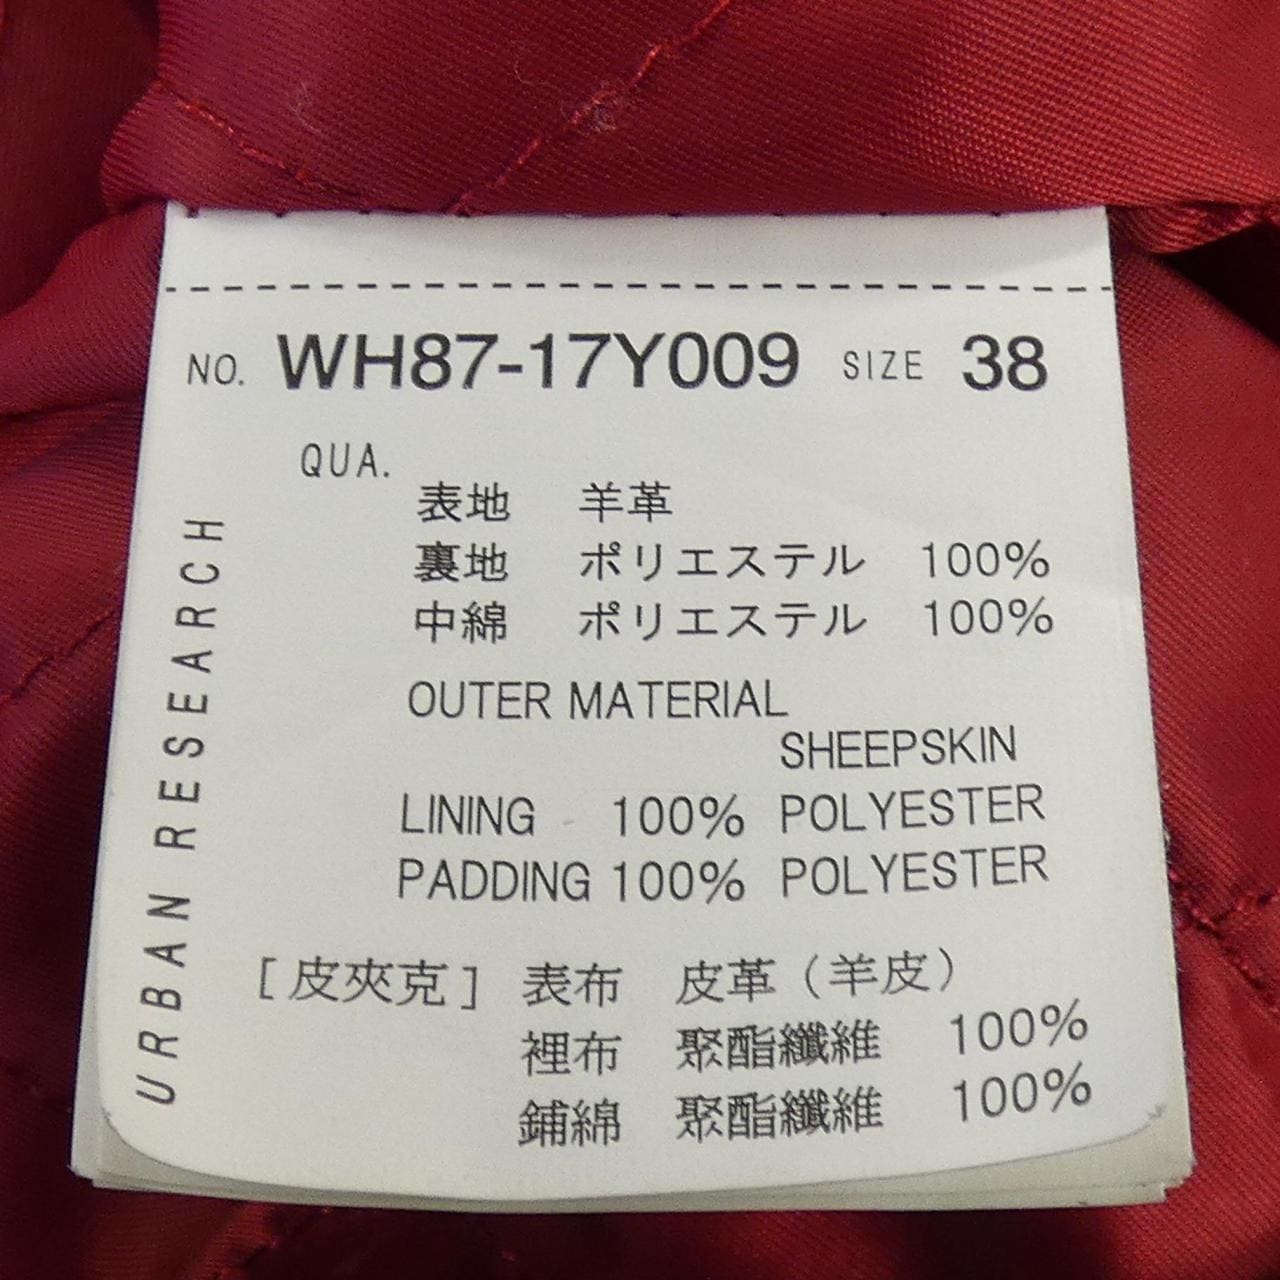 NO. WH87-17Y009 SIZE 38
QUA.
表地 羊革
裏地 ポリエステル 100%
中綿 ポリエステル 100%
OUTER MATERIAL
SHEEPSKIN
LINING 100% POLYESTER
PADDING 100% POLYESTER
[皮夾克] 表布 皮革(羊皮)
裡布 聚酯纖維 100%
鋪綿 聚酯纖維 100%
URBAN RESEARCH